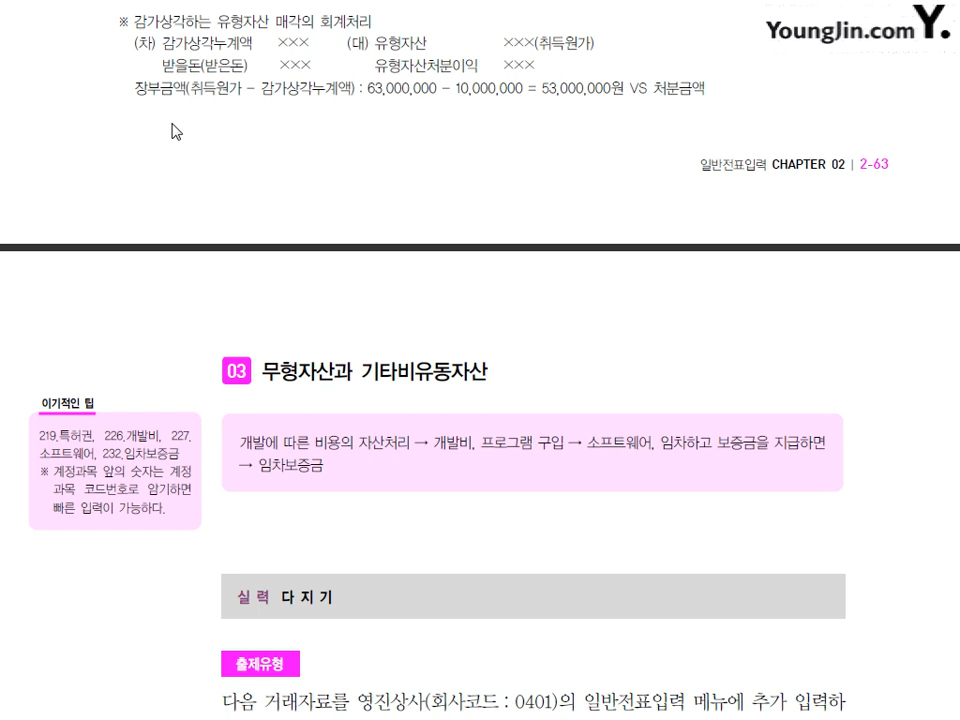 ※ 감가상각하는 유형자산 매각의 회계처리
(차) 감가상각누계액 ××× (대) 유형자산 ×××(취득원가)
받을돈(받은돈) ××× 유형자산처분이익 ×××
장부금액(취득원가 - 감가상각누계액) : 63,000,000 - 10,000,000 = 53,000,000원 VS 처분금액
YoungJin.com Y.
일반전표입력 CHAPTER 02 | 2-63
03 무형자산과 기타비유동자산
이기적인 팁
219.특허권, 226.개발비, 227.
소프트웨어, 232.임차보증금
※ 계정과목 앞의 숫자는 계정
과목 코드번호로 암기하면
빠른 입력이 가능하다.
개발에 따른 비용의 자산처리 → 개발비, 프로그램 구입 → 소프트웨어, 임차하고 보증금을 지급하면
→ 임차보증금
실력 다지기
출제유형
다음 거래자료를 영진상사(회사코드 : 0401)의 일반전표입력 메뉴에 추가 입력하